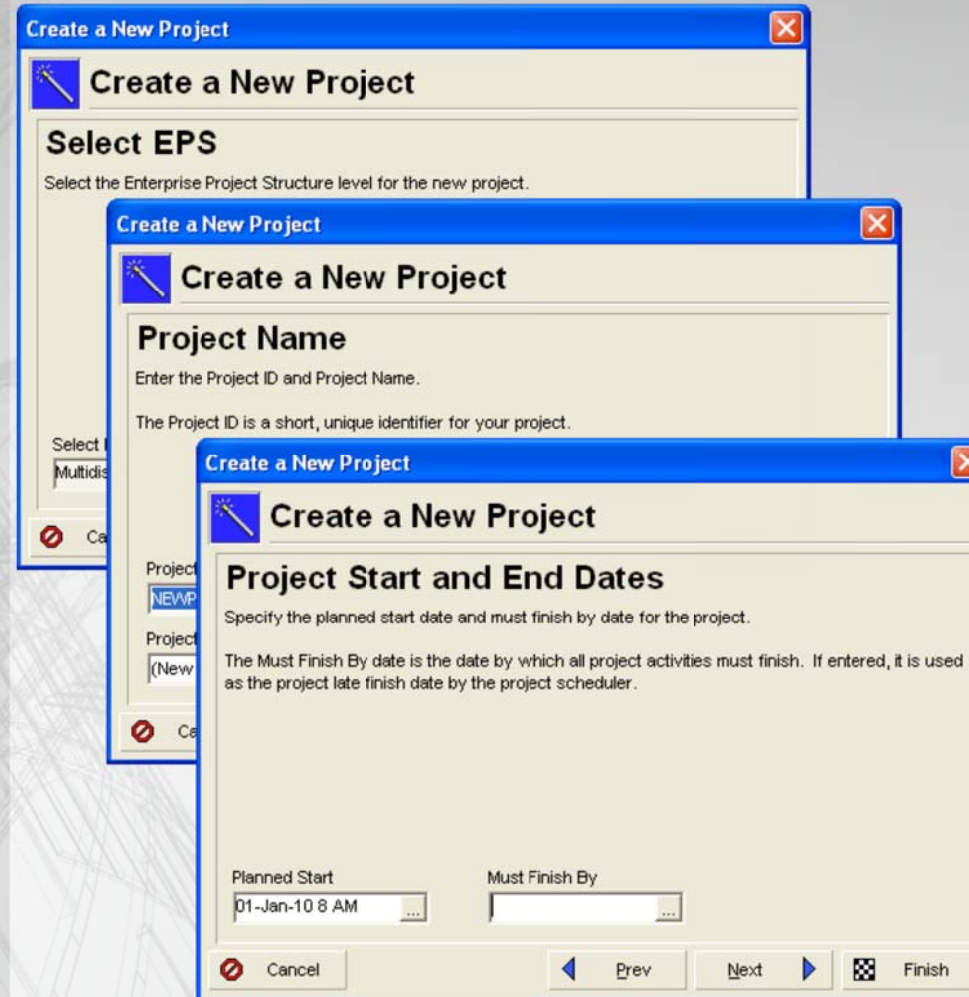 Create a New Project
Create a New Project
Select EPS
Select the Enterprise Project Structure level for the new project.
Select
Create a New Project
Create a New Project
Project Name
Enter the Project ID and Project Name.
The Project ID is a short, unique identifier for your project.
Project
Project
(New
Create a New Project
Create a New Project
Project Start and End Dates
Specify the planned start date and must finish by date for the project.
The Must Finish By date is the date by which all project activities must finish. If entered, it is used
as the project late finish date by the project scheduler.
Planned Start
Must Finish By
01-Jan-10 8 AM
...
...
Cancel
Prev
Next
Finish